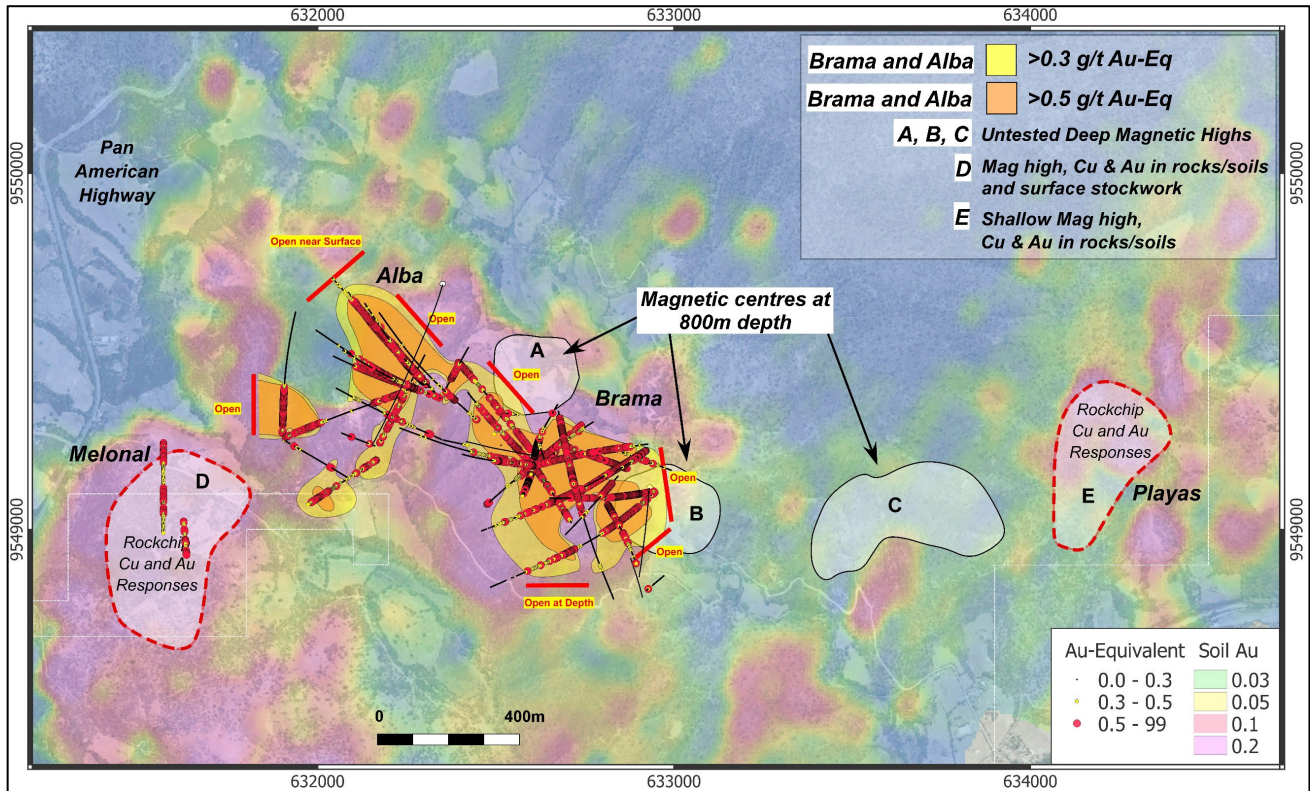 632000
633000
634000
9550000
9549000
9550000
9549000
Brama and Alba >0.3 g/t Au-Eq
Brama and Alba >0.5 g/t Au-Eq
A, B, C Untested Deep Magnetic Highs
D Mag high, Cu & Au in rocks/soils
and surface stockwork
E Shallow Mag high,
Cu & Au in rocks/soils
Pan
American
Highway
Open near Surface
Alba
Open
Magnetic centres at
800m depth
A
Open
Brama
Open
Melonal
D
Rockchip
Cu and Au
Responses
Open
B
Open
Open at Depth
C
Rockchip
Cu and Au
Responses
E
Playas
0 400m
Au-Equivalent Soil Au
0.0 - 0.3 0.03
0.3 - 0.5 0.05
0.5 - 99 0.1
0.2
632000
633000
634000